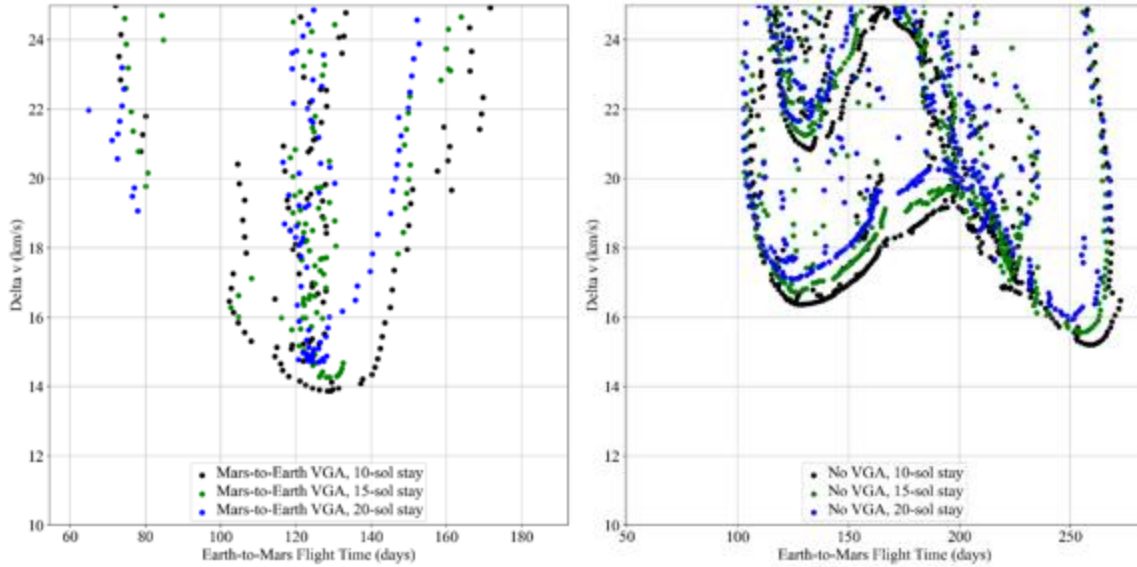 24
22
20
18
16
14
12
10
Delta v (km/s)
60
80
100
120
140
160
180
Earth-to-Mars Flight Time (days)
Mars-to-Earth VGA, 10-sol stay
Mars-to-Earth VGA, 15-sol stay
Mars-to-Earth VGA, 20-sol stay
24
22
20
18
16
14
12
10
Delta v (km/s)
50
100
150
200
250
Earth-to-Mars Flight Time (days)
No VGA, 10-sol stay
No VGA, 15-sol stay
No VGA, 20-sol stay